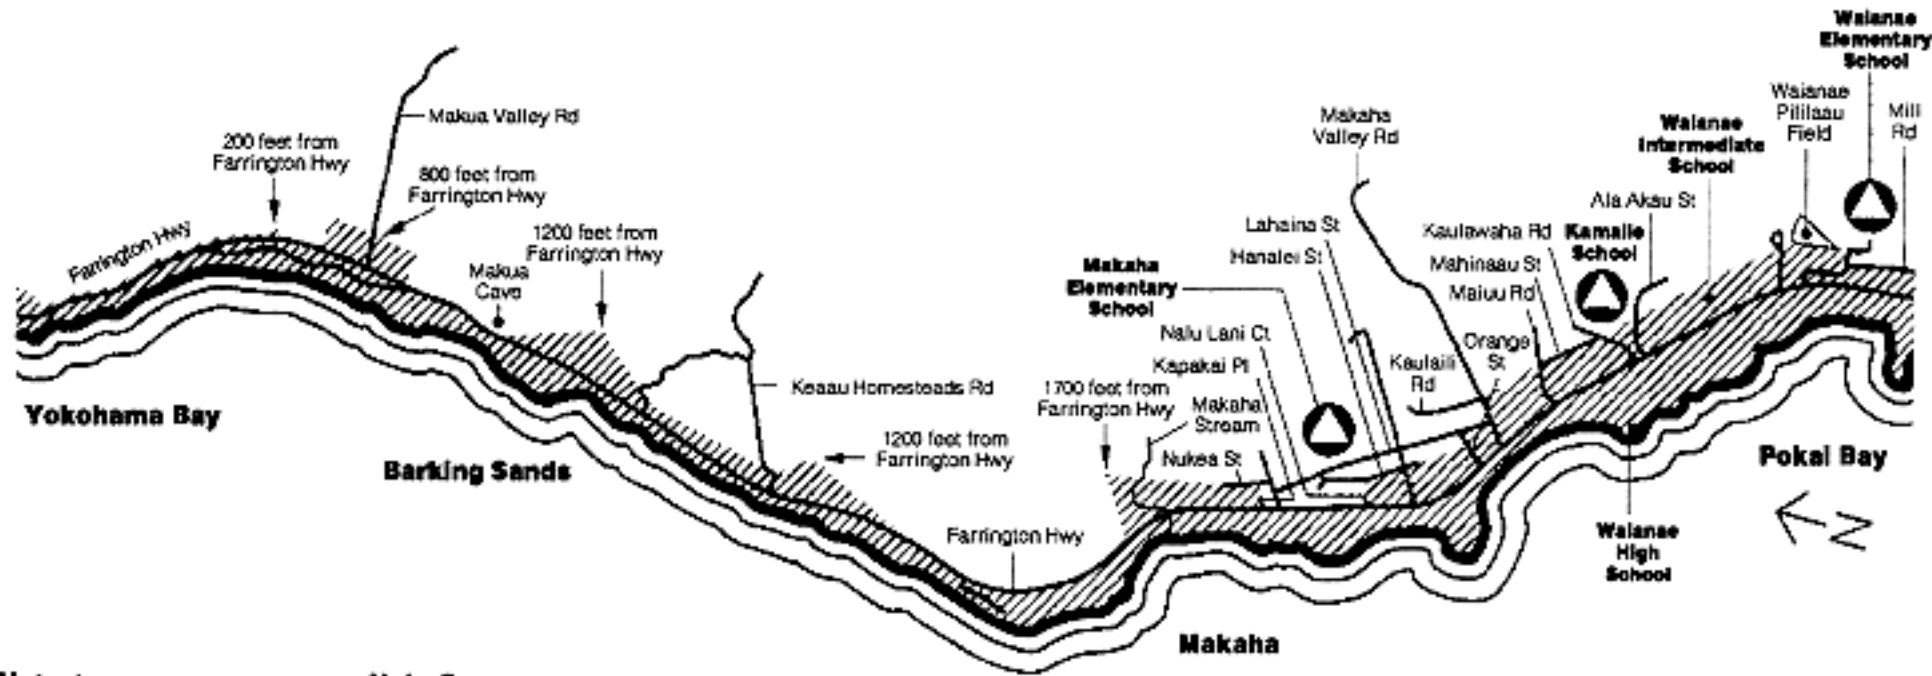 Waianae
Elementary
School
Waianae
Pililaau
Field
Mill
Rd
Makua Valley Rd
200 feet from
Farrington Hwy
800 feet from
Farrington Hwy
Farrington Hwy
1200 feet from
Farrington Hwy
Makua
Cave
Makaha
Valley Rd
Waianae
Intermediate
School
Ala Akau St
Lahaina St
Hanalei St
Kaulawaha Rd
Kamaile
School
Mahinaau St
Maiuu Rd
Makaha
Elementary
School
Nalu Lani Ct
Kapakai Pl
Orange
St
Kaulaili
Rd
Keaau Homesteads Rd
1700 feet from
Farrington Hwy
Makaha
Stream
Nukea St
1200 feet from
Farrington Hwy
Yokohama Bay
Barking Sands
Pokai Bay
Farrington Hwy
N
Waianae
High
School
Makaha